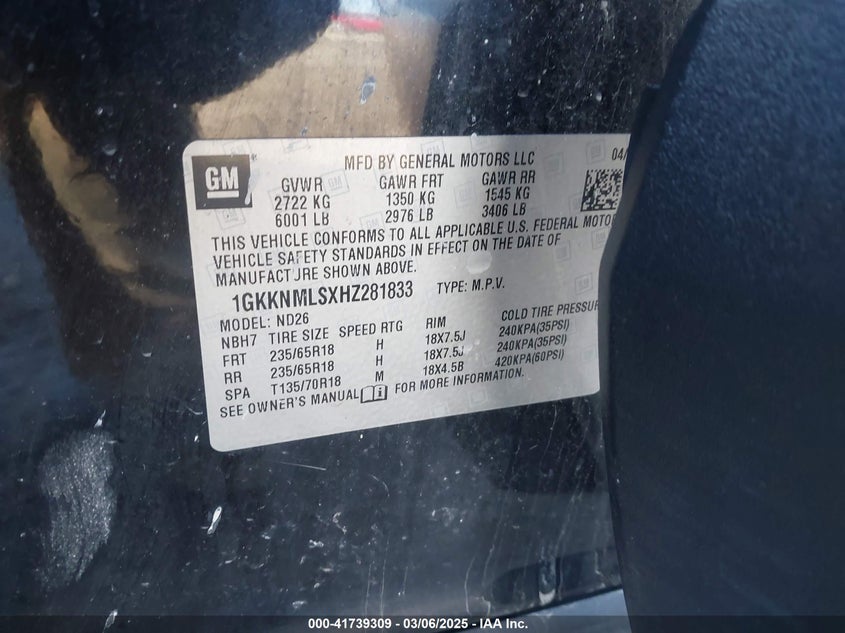 GM
MFD BY GENERAL MOTORS LLC 04/
GVWR GAWR FRT GAWR RR
2722 KG 1350 KG 1545 KG
6001 LB 2976 LB 3406 LB
THIS VEHICLE CONFORMS TO ALL APPLICABLE U.S. FEDERAL MOTO
VEHICLE SAFETY STANDARDS IN EFFECT ON THE DATE OF
MANUFACTURE SHOWN ABOVE.
1GKKNMLSXHZ281833 TYPE: M.P.V.
MODEL: ND26
NBH7 TIRE SIZE SPEED RTG RIM COLD TIRE PRESSUR
FRT 235/65R18 H 18X7.5J 240KPA(35PSI)
RR 235/65R18 H 18X7.5J 240KPA(35PSI)
SPA T135/70R18 M 18X4.5B 420KPA(60PSI)
SEE OWNER'S MANUAL FOR MORE INFORMATION.
000-41739309 — 03/06/2025 — IAA Inc.